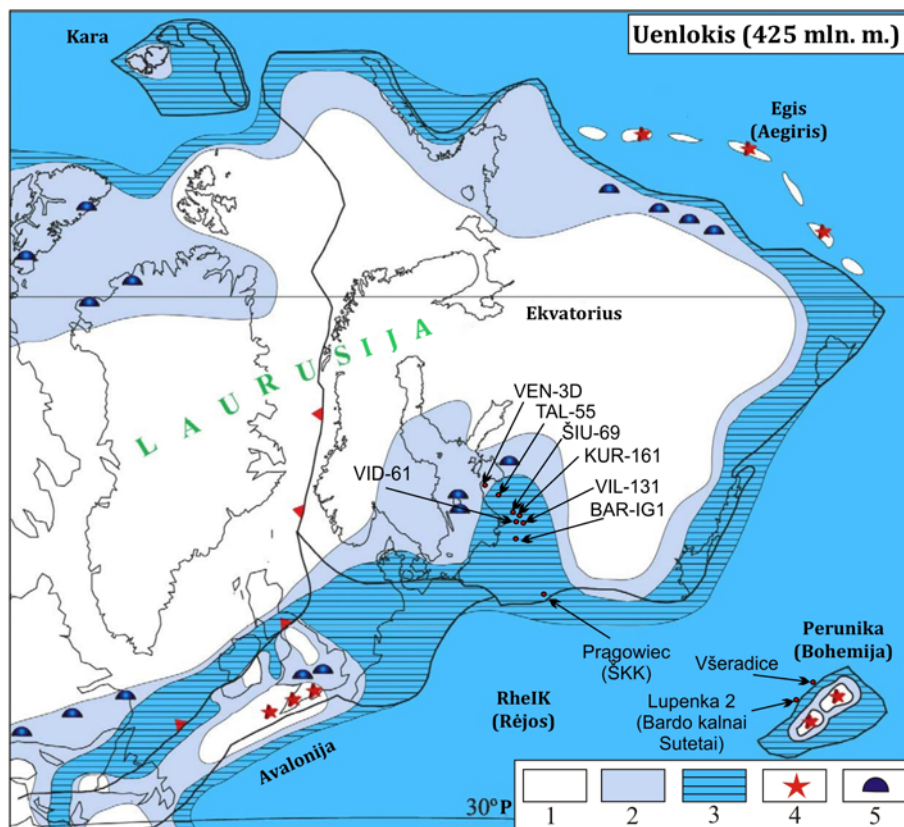 Kara
Uenlokis (425 mln. m.)
Egis
(Aegiris)
Ekvatorius
LAURUSIJA
VEN-3D
TAL-55
ŠIU-69
KUR-161
VID-61
VIL-131
BAR-IG1
Pragowiec
(ŠKK)
Perunika
(Bohemija)
Všeradice
Lupenka 2
(Bardo kalnai
Sutetai)
RheIK
(Rėjos)
Avalonija
30°P
1 2 3 4 5